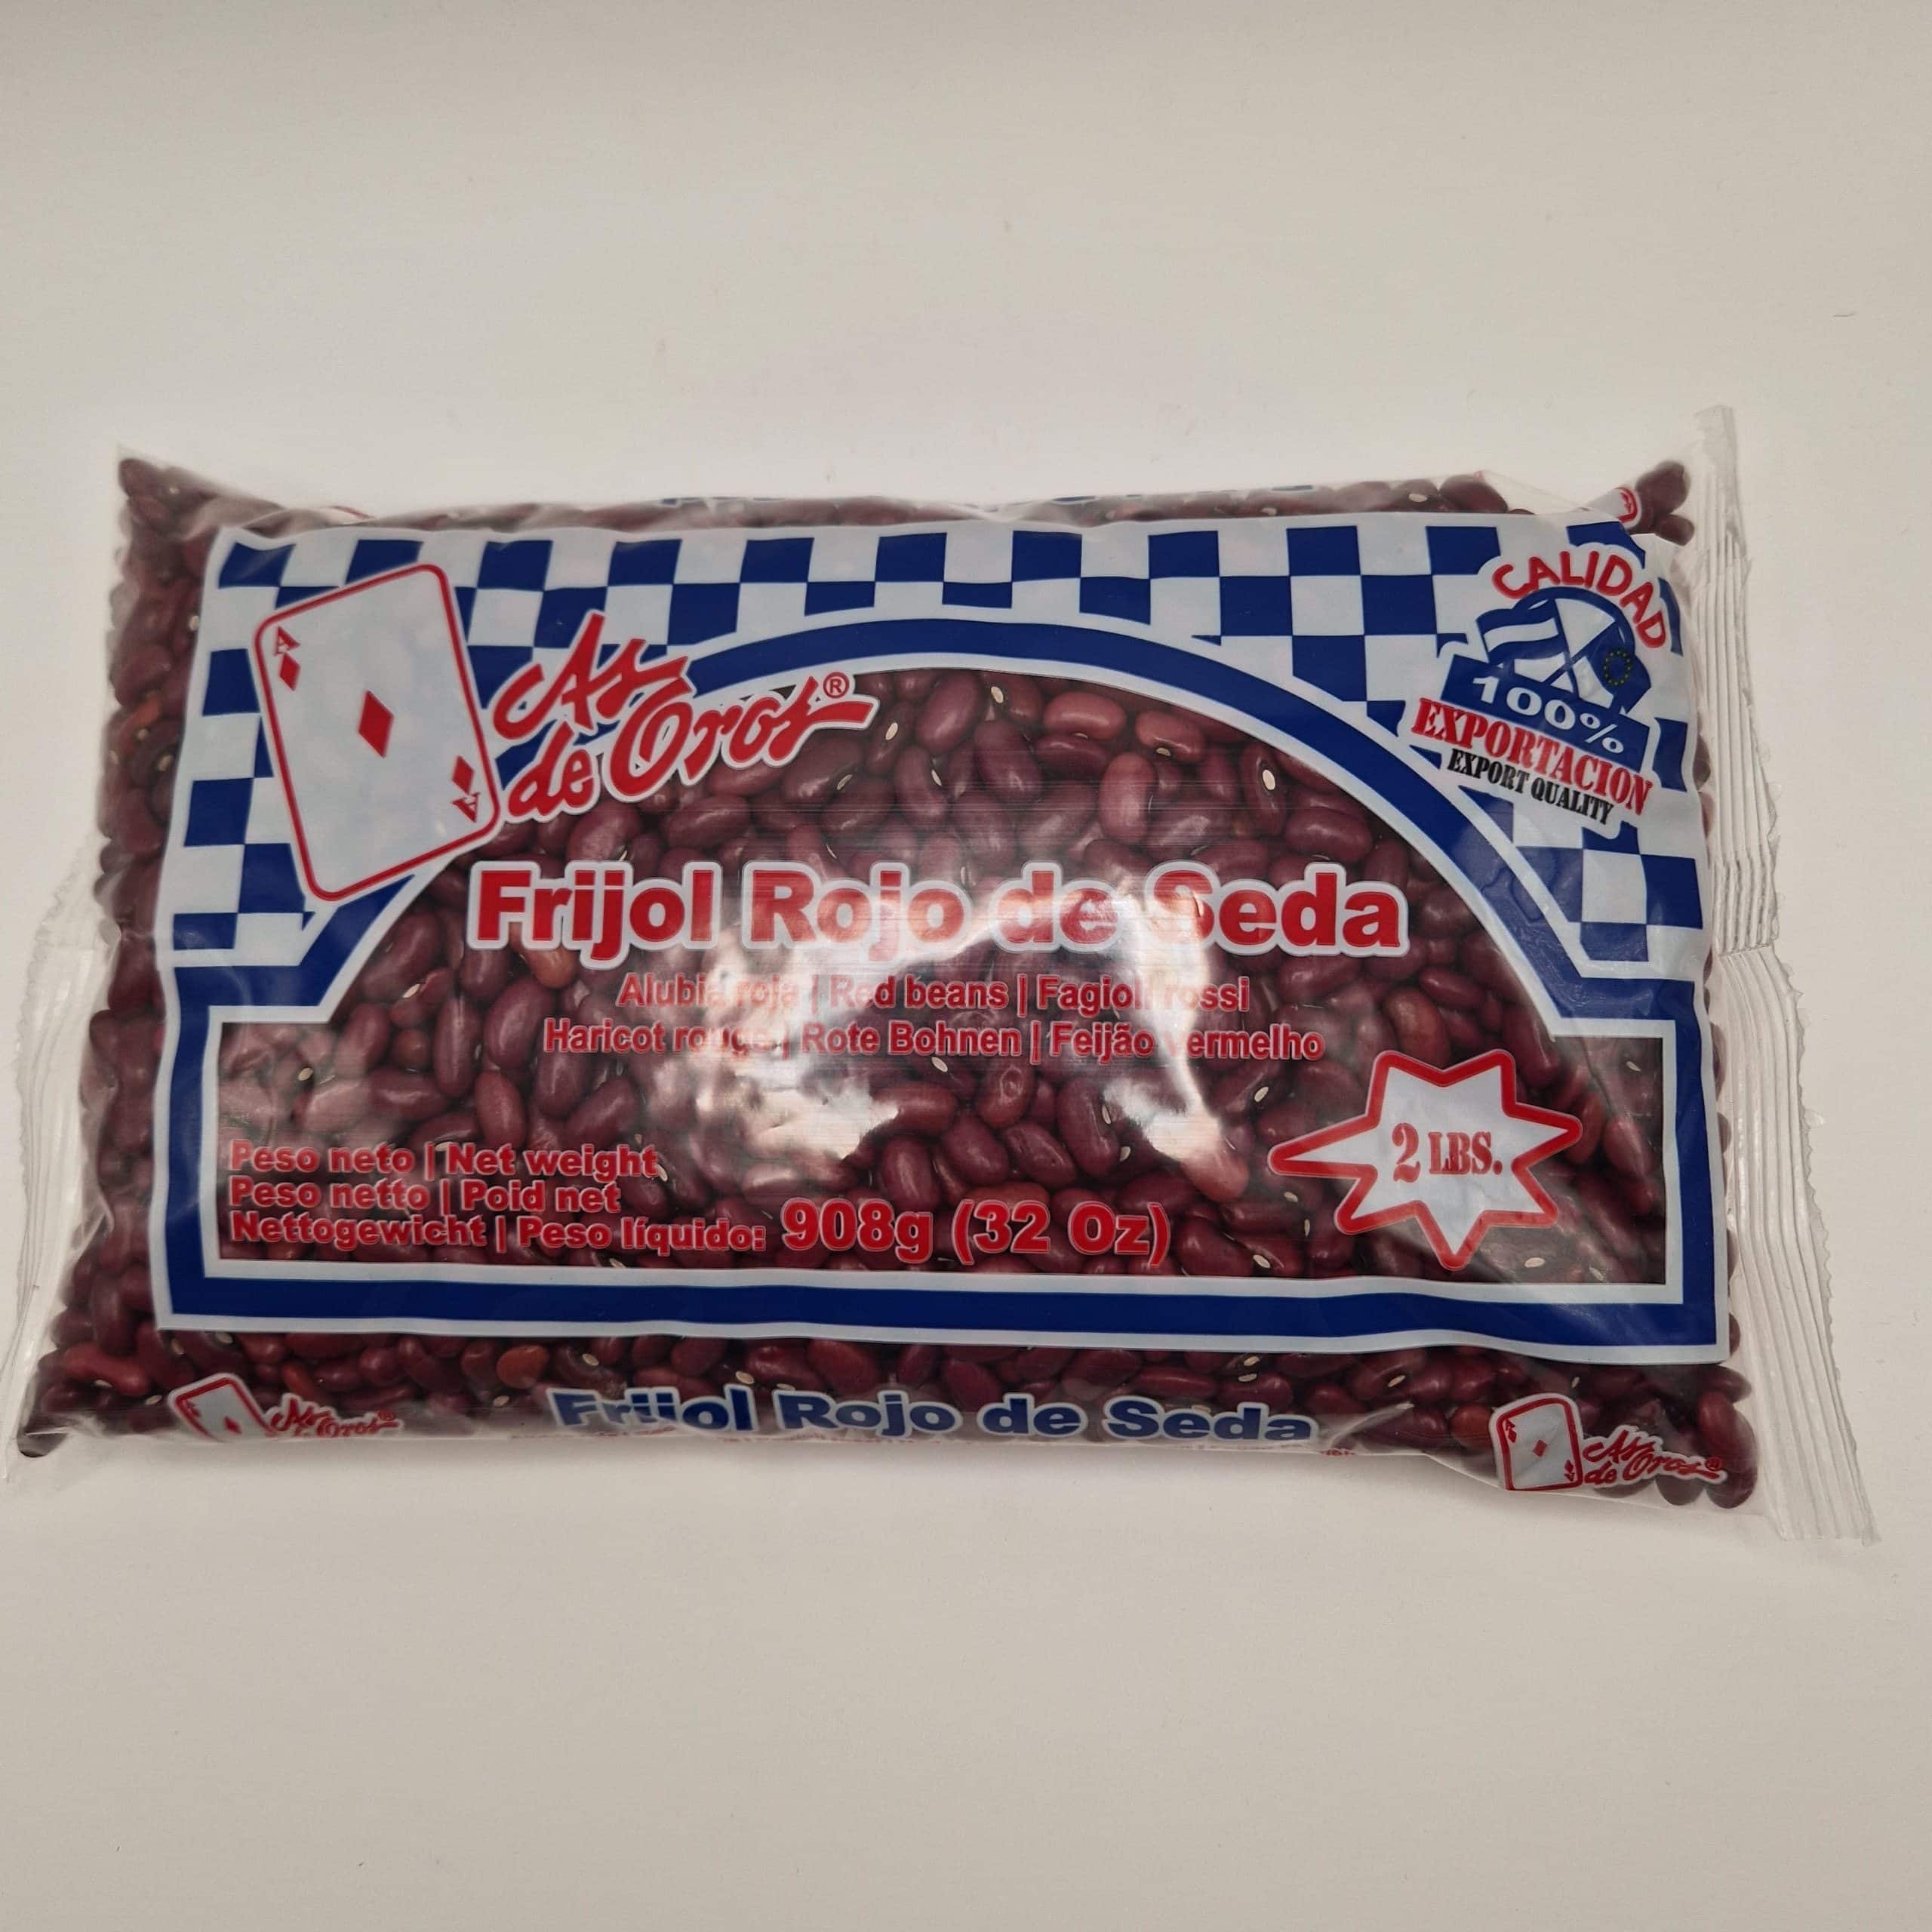 As
de Oros®
A
A
CALIDAD
100%
EXPORTACION
EXPORT QUALITY
Frijol Rojo de Seda
Alubia roja | Red beans | Fagioli rossi
Haricot rouge | Rote Bohnen | Feijão vermelho
2 LBS.
Peso neto | Net weight
Peso netto | Poid net
Nettogewicht | Peso líquido: 908g (32 Oz)
Frijol Rojo de Seda
As
de Oros®
As
de Oros®